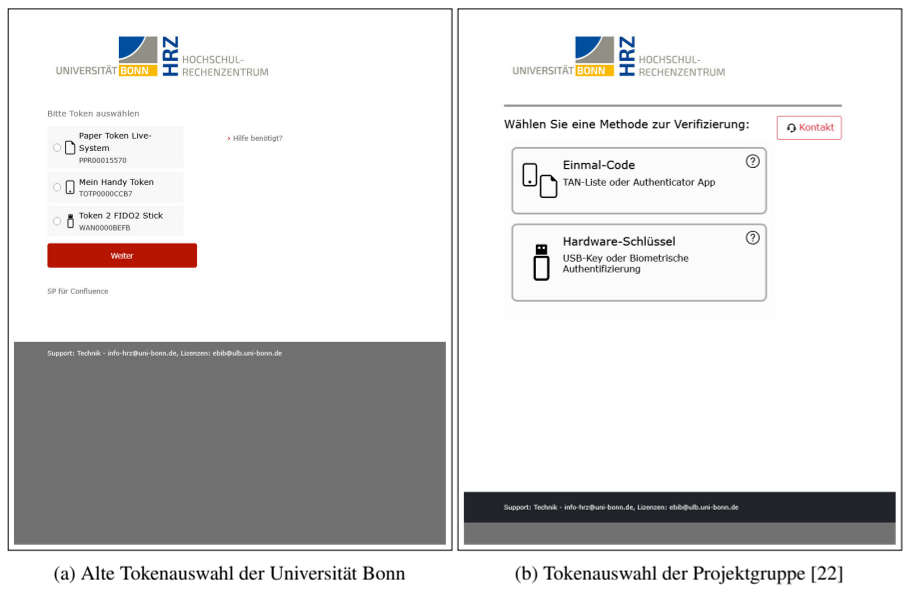 HOCHSCHUL-
UNIVERSITÄT BONN HRZ RECHENZENTRUM
Bitte Token auswählen
Paper Token Live-
System
PPR00015570
› Hilfe benötigt?
Mein Handy Token
TOTP0000CCB7
Token 2 FIDO2 Stick
WAN0000BEFB
Weiter
SP für Confluence
Support: Technik - info-hrz@uni-bonn.de, Lizenzen: ebib@ulb.uni-bonn.de
(a) Alte Tokenauswahl der Universität Bonn
HOCHSCHUL-
UNIVERSITÄT BONN HRZ RECHENZENTRUM
Wählen Sie eine Methode zur Verifizierung:
Kontakt
Einmal-Code
TAN-Liste oder Authenticator App
?
Hardware-Schlüssel
USB-Key oder Biometrische
Authentifizierung
?
Support: Technik - info-hrz@uni-bonn.de, Lizenzen: ebib@ulb.uni-bonn.de
(b) Tokenauswahl der Projektgruppe [22]